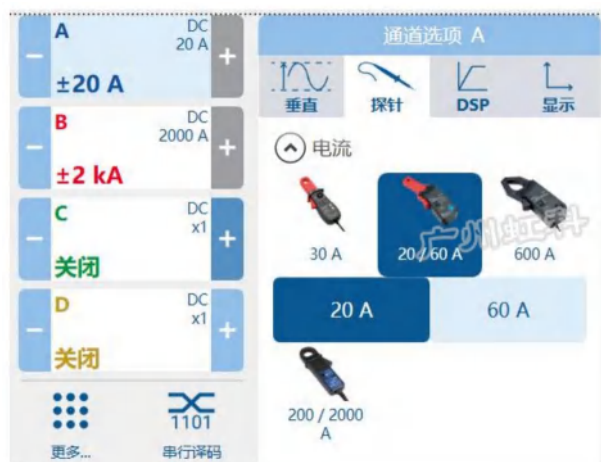 A
DC
20 A
±20 A
B
DC
2000 A
±2 kA
C
DC
x1
关闭
D
DC
x1
关闭
更多...
1101
串行译码
通道选项 A
垂直
探针
DSP
显示
电流
30 A
20 / 60 A
600 A
广州虹科
20 A
60 A
200 / 2000
A